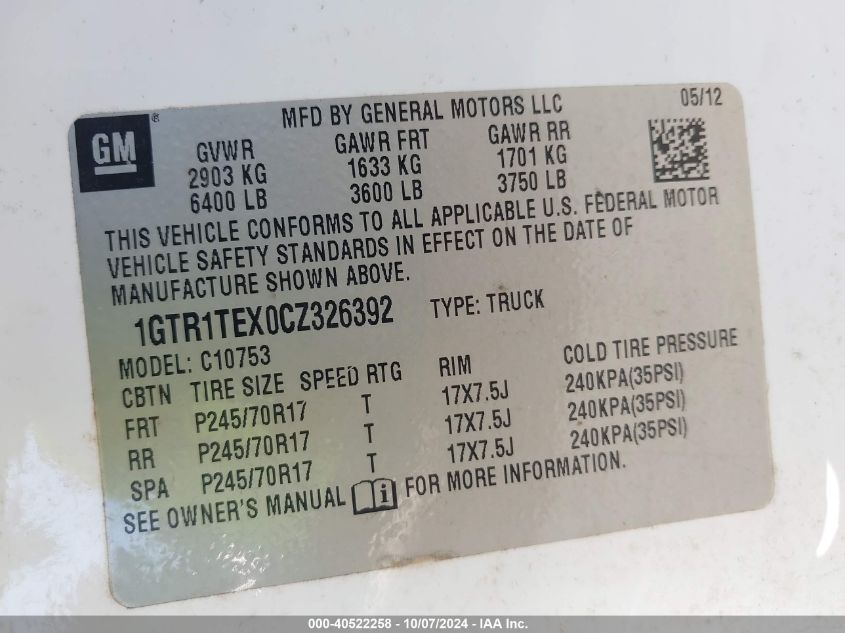 MFD BY GENERAL MOTORS LLC 05/12
GM ®
GVWR GAWR FRT GAWR RR
2903 KG 1633 KG 1701 KG
6400 LB 3600 LB 3750 LB
THIS VEHICLE CONFORMS TO ALL APPLICABLE U.S. FEDERAL MOTOR
VEHICLE SAFETY STANDARDS IN EFFECT ON THE DATE OF
MANUFACTURE SHOWN ABOVE.
1GTR1TEX0CZ326392 TYPE: TRUCK
MODEL: C10753
CBTN TIRE SIZE SPEED RTG RIM COLD TIRE PRESSURE
FRT P245/70R17 T 17X7.5J 240KPA(35PSI)
RR P245/70R17 T 17X7.5J 240KPA(35PSI)
SPA P245/70R17 T 17X7.5J 240KPA(35PSI)
SEE OWNER'S MANUAL i FOR MORE INFORMATION.
000-40522258 - 10/07/2024 - IAA Inc.